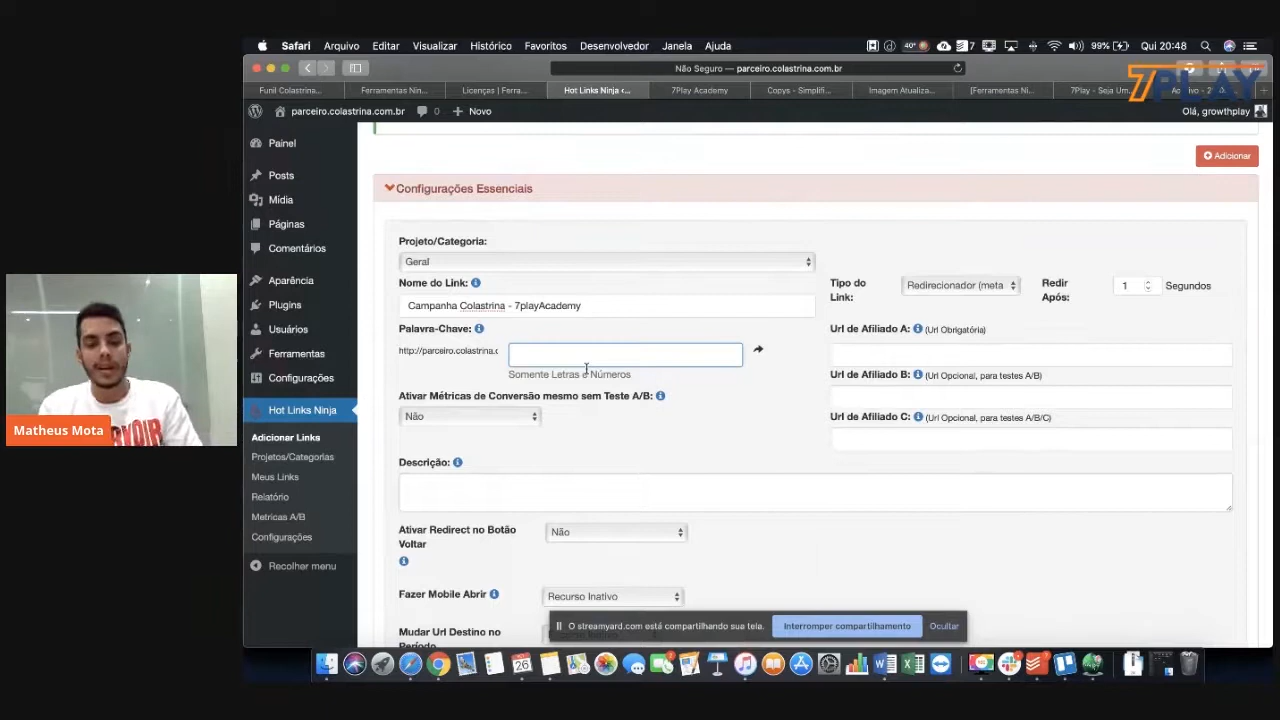 Safari Arquivo Editar Visualizar Histórico Favoritos Desenvolvedor Janela Ajuda
7 40° 99% Qui 20:48
Não Seguro — parceiro.colastrina.com.br
7PLAY
Funil Colastrina...
Ferramentas Nin...
Licenças | Ferra...
Hot Links Ninja ‹...
7Play Academy
Copys - Simplifi...
Imagem Atualiza...
[Ferramentas Ni...
7Play - Seja Um...
parceiro.colastrina.com.br 0 + Novo
Olá, growthplay
Painel
Posts
Mídia
Páginas
Comentários
Aparência
Plugins
Usuários
Ferramentas
Configurações
Hot Links Ninja
Adicionar Links
Projetos/Categorias
Meus Links
Relatório
Metricas A/B
Configurações
Recolher menu
Adicionar
Configurações Essenciais
Projeto/Categoria:
Geral
Nome do Link:
Campanha Colastrina - 7playAcademy
Tipo do Link:
Redirecionador (meta
Redir Após:
1 Segundos
Palavra-Chave:
http://parceiro.colastrina.c
Somente Letras e Números
Url de Afiliado A: (Url Obrigatória)
Url de Afiliado B: (Url Opcional, para testes A/B)
Url de Afiliado C: (Url Opcional, para testes A/B/C)
Ativar Métricas de Conversão mesmo sem Teste A/B:
Não
Descrição:
Ativar Redirect no Botão
Voltar
Não
Fazer Mobile Abrir
Recurso Inativo
Mudar Url Destino no
Período
O streamyard.com está compartilhando sua tela.
Interromper compartilhamento
Ocultar
Matheus Mota
26